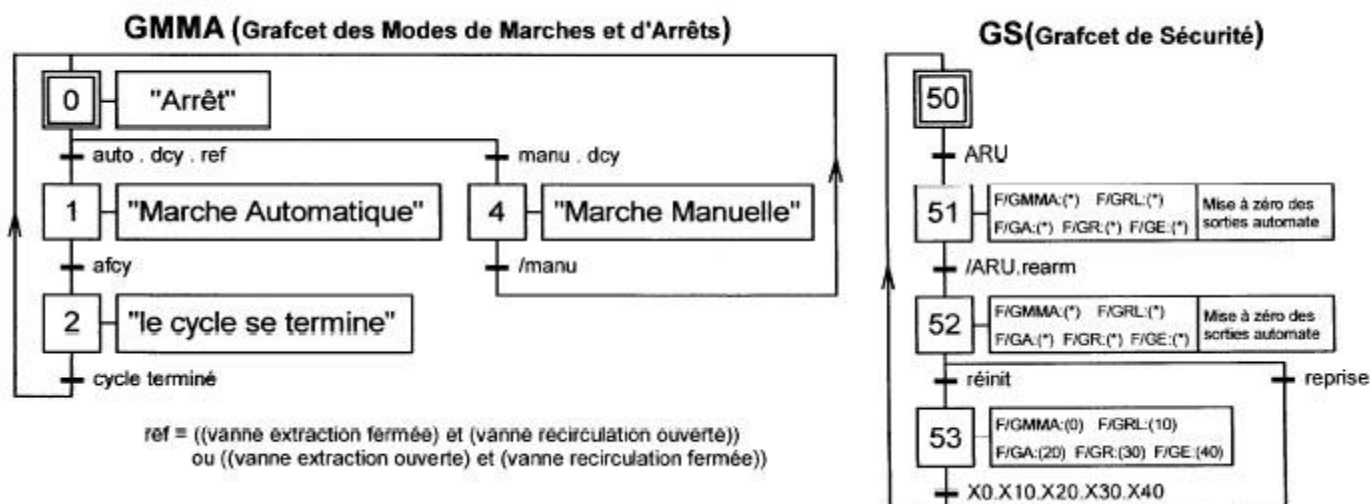 GMMA (Grafcet des Modes de Marches et d'Arrêts)
0
"Arrêt"
auto . dcy . ref
manu . dcy
1
"Marche Automatique"
4
"Marche Manuelle"
afcy
/manu
2
"le cycle se termine"
cycle terminé
ref = ((vanne extraction fermée) et (vanne recirculation ouverte))
ou ((vanne extraction ouverte) et (vanne recirculation fermée))
GS(Grafcet de Sécurité)
50
ARU
51
F/GMMA:(*) F/GRL:(*)
F/GA:(*) F/GR:(*) F/GE:(*)
Mise à zéro des
sorties automate
/ARU.rearm
52
F/GMMA:(*) F/GRL:(*)
F/GA:(*) F/GR:(*) F/GE:(*)
Mise à zéro des
sorties automate
réinit
reprise
53
F/GMMA:(0) F/GRL:(10)
F/GA:(20) F/GR:(30) F/GE:(40)
X0.X10.X20.X30.X40